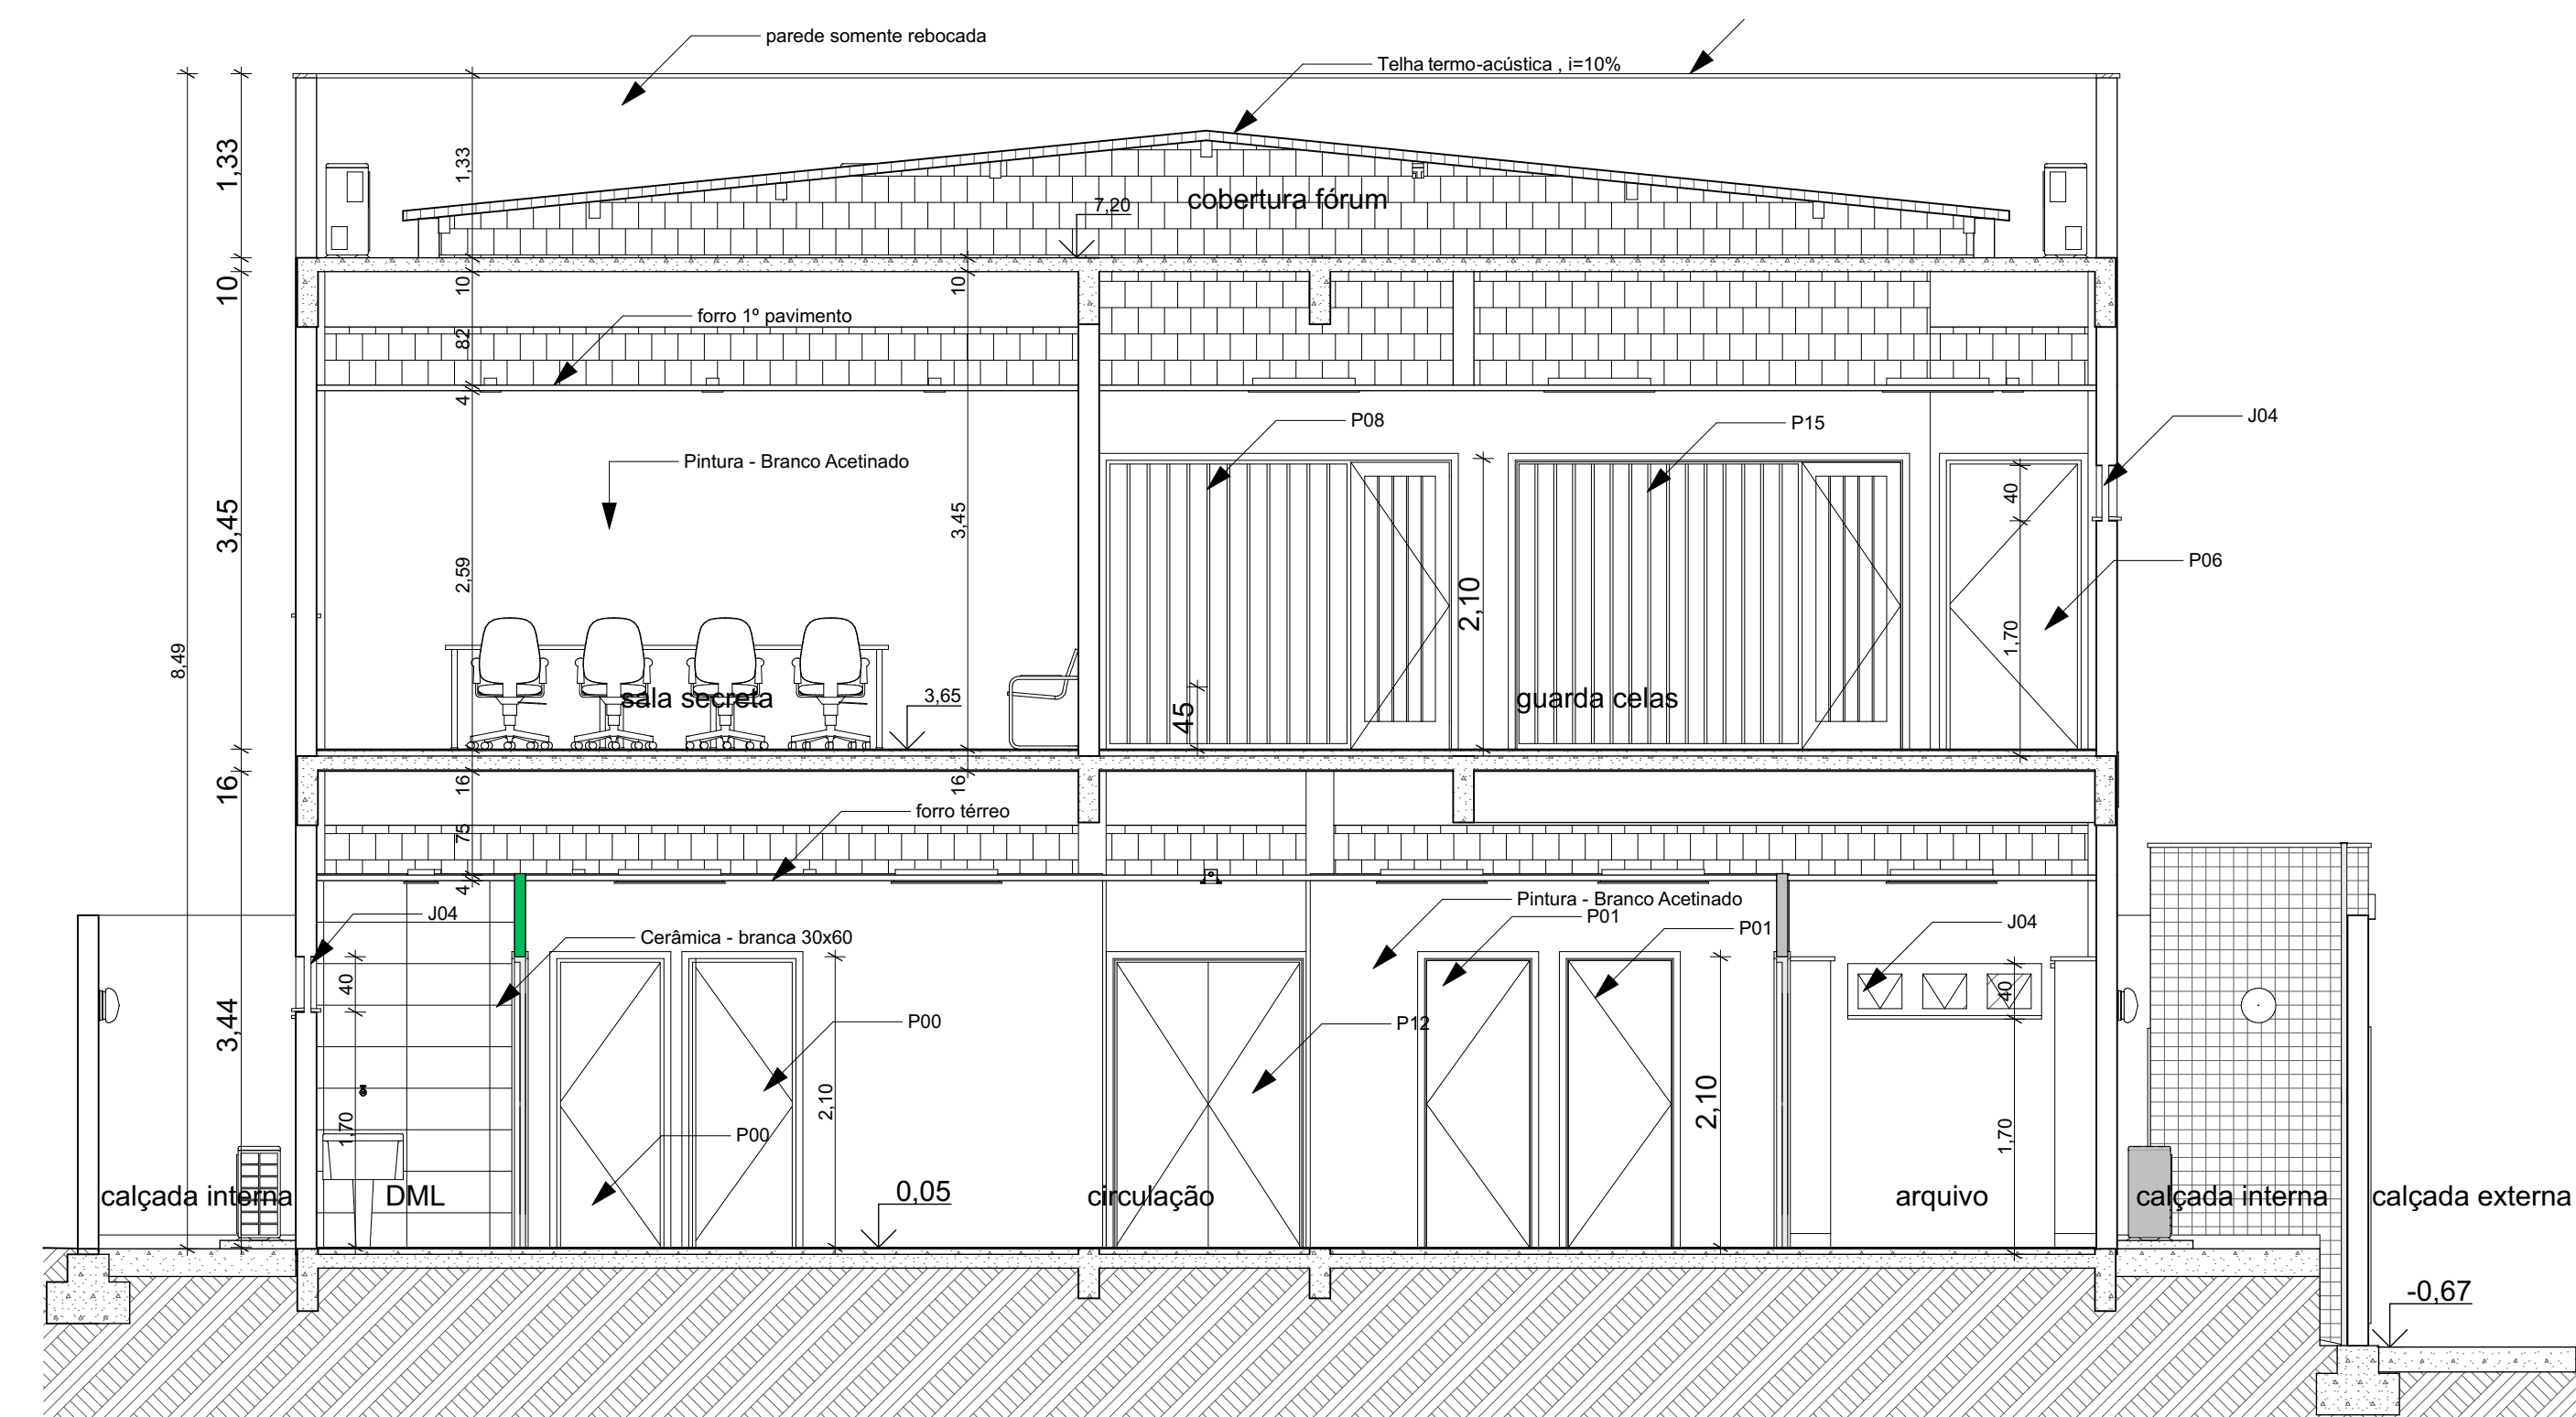 parede somente rebocada
Telha termo-acústica , i=10%
1,33
1,33
7,20
cobertura fórum
10
10
10
forro 1º pavimento
82
4
P08
P15
J04
Pintura - Branco Acetinado
40
3,45
3,45
2,59
2,10
P06
1,70
8,49
sala secreta
3,65
45
guarda celas
16
16
16
forro térreo
75
4
J04
Cerâmica - branca 30x60
Pintura - Branco Acetinado
P01
P01
J04
40
40
3,44
P00
P12
2,10
2,10
1,70
P00
1,70
calçada interna
DML
0,05
circulação
arquivo
calçada interna
calçada externa
-0,67